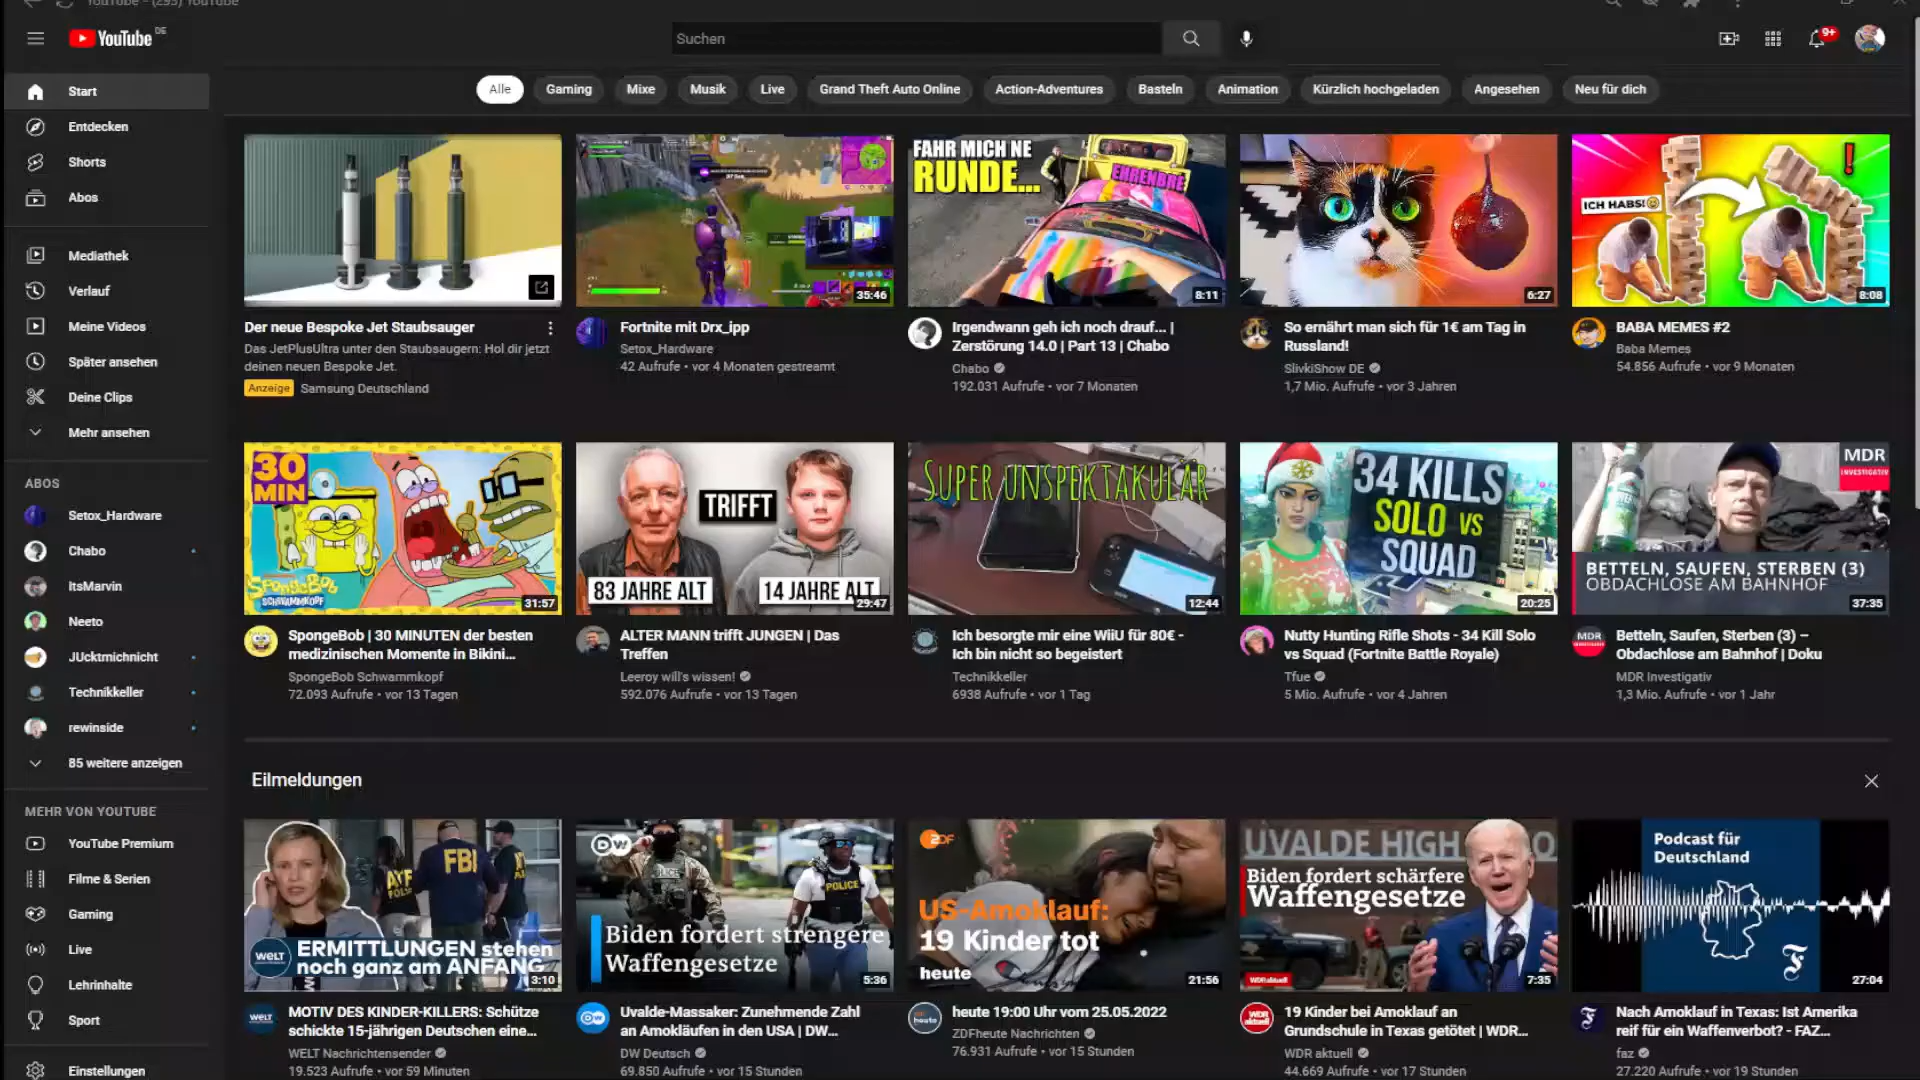 YouTube - (295) YouTube
YouTube DE
Suchen
9+
Start
Entdecken
Shorts
Abos
Mediathek
Verlauf
Meine Videos
Später ansehen
Deine Clips
Mehr ansehen
ABOS
Setox_Hardware
Chabo
ItsMarvin
Neeto
JUcktmichnicht
Technikkeller
rewinside
85 weitere anzeigen
MEHR VON YOUTUBE
YouTube Premium
Filme & Serien
Gaming
Live
Lehrinhalte
Sport
Einstellungen
Alle
Gaming
Mixe
Musik
Live
Grand Theft Auto Online
Action-Adventures
Basteln
Animation
Kürzlich hochgeladen
Angesehen
Neu für dich
Der neue Bespoke Jet Staubsauger
Das JetPlusUltra unter den Staubsaugern: Hol dir jetzt
deinen neuen Bespoke Jet.
Anzeige Samsung Deutschland
35:46
Fortnite mit Drx_ipp
Setox_Hardware
42 Aufrufe • vor 4 Monaten gestreamt
FAHR MICH NE
RUNDE...
EHRENBRE
8:11
Irgendwann geh ich noch drauf... |
Zerstörung 14.0 | Part 13 | Chabo
Chabo
192.031 Aufrufe • vor 7 Monaten
6:27
So ernährt man sich für 1€ am Tag in
Russland!
SlivkiShow DE
1,7 Mio. Aufrufe • vor 3 Jahren
ICH HABS!
!
8:08
BABA MEMES #2
Baba Memes
54.856 Aufrufe • vor 9 Monaten
30
MIN
SpongeBob
SCHWAMMKOPF
31:57
SpongeBob | 30 MINUTEN der besten
medizinischen Momente in Bikini...
SpongeBob Schwammkopf
72.093 Aufrufe • vor 13 Tagen
TRIFFT
83 JAHRE ALT
14 JAHRE ALT
29:47
ALTER MANN trifft JUNGEN | Das
Treffen
Leeroy will's wissen!
592.076 Aufrufe • vor 13 Tagen
SUPER UNSPEKTAKULÄR
12:44
Ich besorgte mir eine WiiU für 80€ -
Ich bin nicht so begeistert
Technikkeller
6938 Aufrufe • vor 1 Tag
34 KILLS
SOLO VS
SQUAD
20:25
Nutty Hunting Rifle Shots - 34 Kill Solo
vs Squad (Fortnite Battle Royale)
Tfue
5 Mio. Aufrufe • vor 4 Jahren
MDR
INVESTIGATIV
BETTELN, SAUFEN, STERBEN (3)
OBDACHLOSE AM BAHNHOF
37:35
MDR
Betteln, Saufen, Sterben (3) –
Obdachlose am Bahnhof | Doku
MDR Investigativ
1,3 Mio. Aufrufe • vor 1 Jahr
Eilmeldungen
ATF
POLICE
FBI
welt
ERMITTLUNGEN stehen
noch ganz am ANFANG
3:10
welt
MOTIV DES KINDER-KILLERS: Schütze
schickte 15-jährigen Deutschen eine...
WELT Nachrichtensender
19.523 Aufrufe • vor 59 Minuten
DW
POLICE
POLICE
Biden fordert strengere
Waffengesetze
5:36
Uvalde-Massaker: Zunehmende Zahl
an Amokläufen in den USA | DW...
DW Deutsch
69.850 Aufrufe • vor 15 Stunden
ZDF
US-Amoklauf:
19 Kinder tot
heute
21:56
heute
heute 19:00 Uhr vom 25.05.2022
ZDFheute Nachrichten
76.931 Aufrufe • vor 15 Stunden
UVALDE HIGH
Biden fordert schärfere
Waffengesetze
WDR aktuell
7:35
WDR
aktuell
19 Kinder bei Amoklauf an
Grundschule in Texas getötet | WDR...
WDR aktuell
44.669 Aufrufe • vor 17 Stunden
Podcast für
Deutschland
27:04
Nach Amoklauf in Texas: Ist Amerika
reif für ein Waffenverbot? - FAZ...
faz
27.220 Aufrufe • vor 19 Stunden